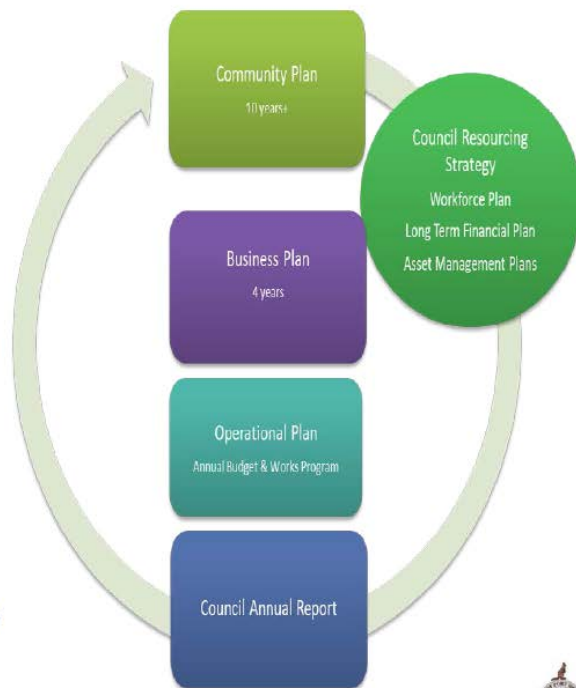 Community Plan
10 years+
Council Resourcing
Strategy
Workforce Plan
Long Term Financial Plan
Asset Management Plans
Business Plan
4 years
Operational Plan
Annual Budget & Works Program
Council Annual Report